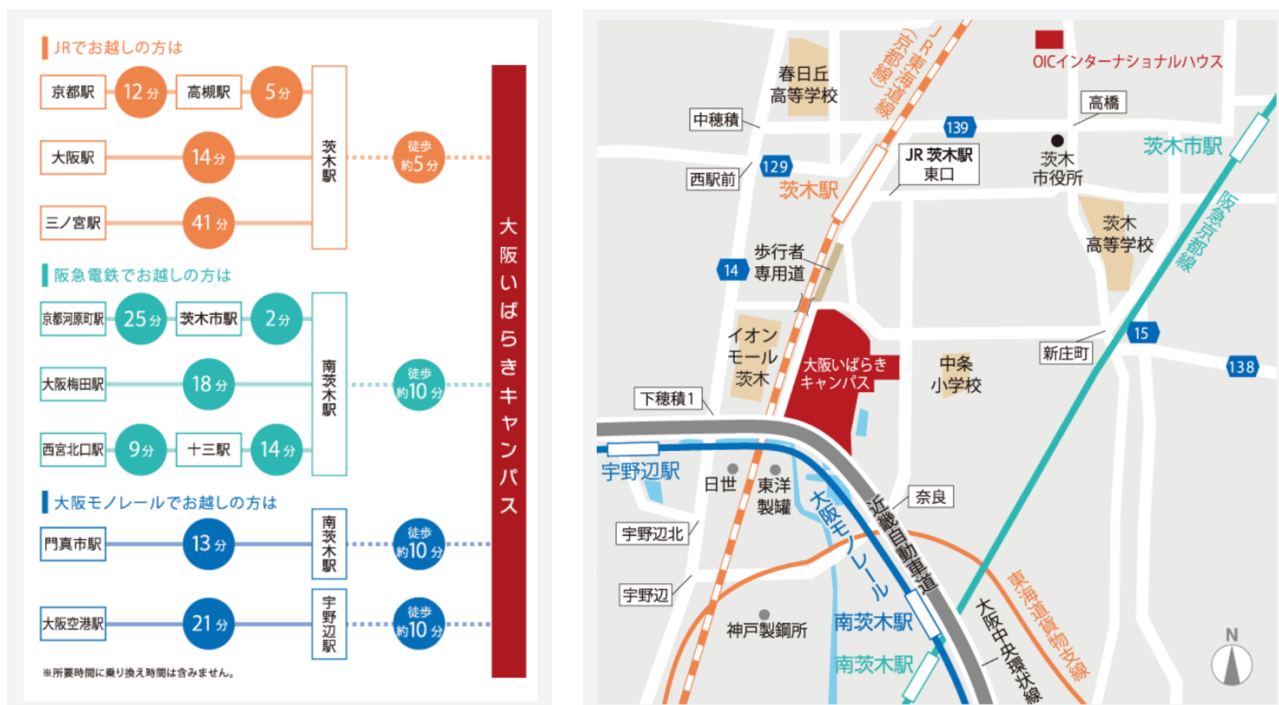 JRでお越しの方は
京都駅
12分
高槻駅
5分
大阪駅
14分
三ノ宮駅
41分
茨木駅
徒歩
約5分
阪急電鉄でお越しの方は
京都河原町駅
25分
茨木市駅
2分
大阪梅田駅
18分
西宮北口駅
9分
十三駅
14分
南茨木駅
徒歩
約10分
大阪モノレールでお越しの方は
門真市駅
13分
南茨木駅
徒歩
約10分
大阪空港駅
21分
宇野辺駅
徒歩
約10分
大阪いばらきキャンパス
※所要時間に乗り換え時間は含みません。
OICインターナショナルハウス
JR東海道線
(京都線)
春日丘
高等学校
中穂積
139
高橋
129
西駅前
茨木駅
JR 茨木駅
東口
茨木
市役所
茨木市駅
阪急京都線
茨木
高等学校
歩行者
専用道
14
イオン
モール
茨木
大阪いばらき
キャンパス
中条
小学校
新庄町
15
138
下穂積1
宇野辺駅
日世
東洋
製罐
大阪モノレール
近畿自動車道
奈良
宇野辺北
宇野辺
神戸製鋼所
南茨木駅
南茨木駅
大阪中央環状線
東海道貨物支線
N